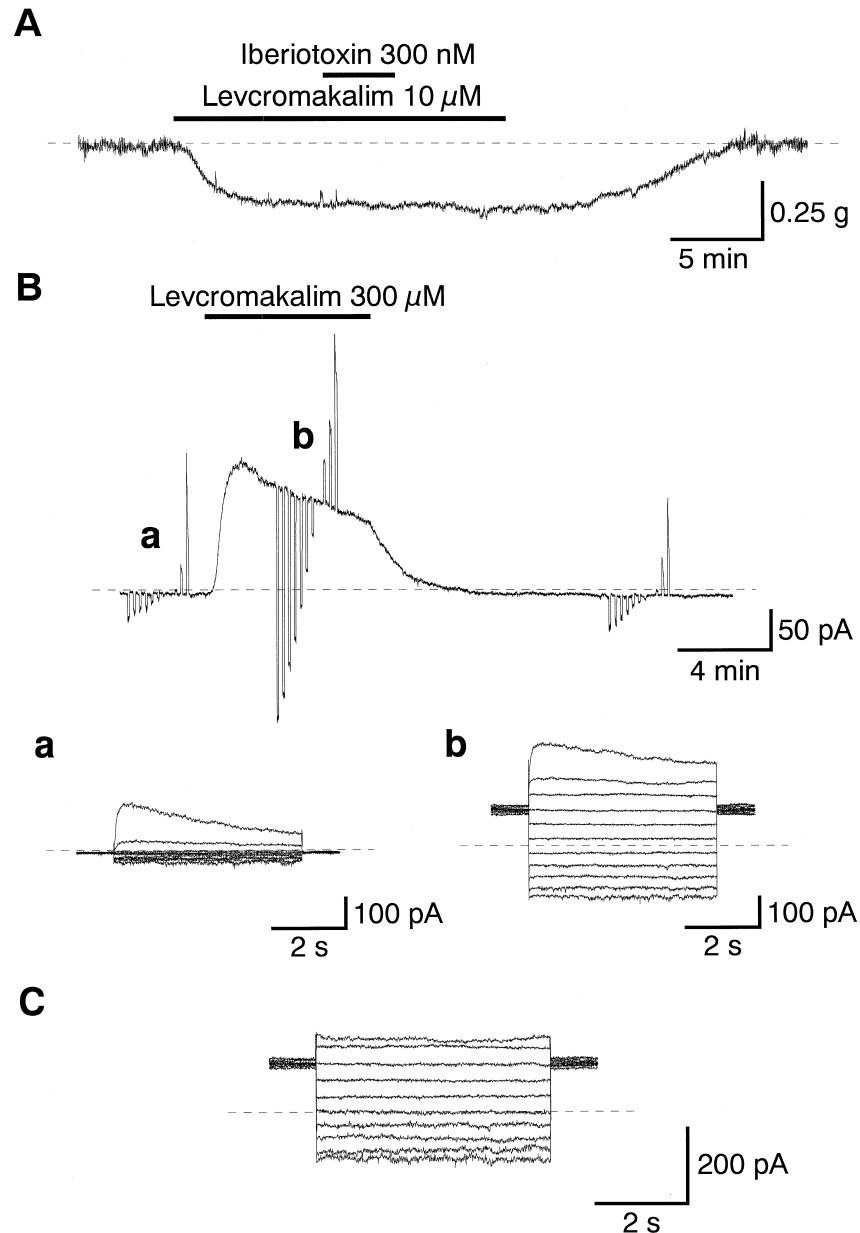 A
Iberiotoxin 300 nM
Levcromakalim 10 µM
0.25 g
5 min
B
Levcromakalim 300 µM
b
a
50 pA
4 min
a
b
100 pA
2 s
100 pA
2 s
C
200 pA
2 s